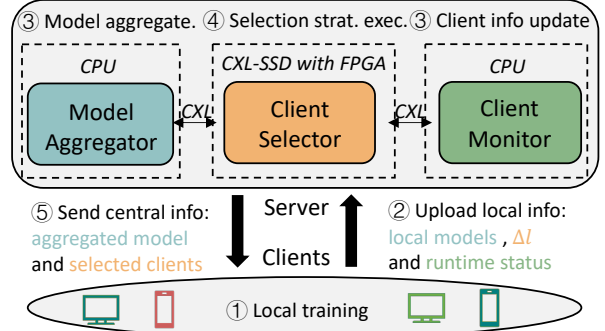 ③ Model aggregate. ④ Selection strat. exec. ③ Client info update
CPU
CXL-SSD with FPGA
CPU
Model
Aggregator
CXL
Client
Selector
CXL
Client
Monitor
⑤ Send central info:
aggregated model
and selected clients
Server
Clients
② Upload local info:
local models , Δl
and runtime status
① Local training